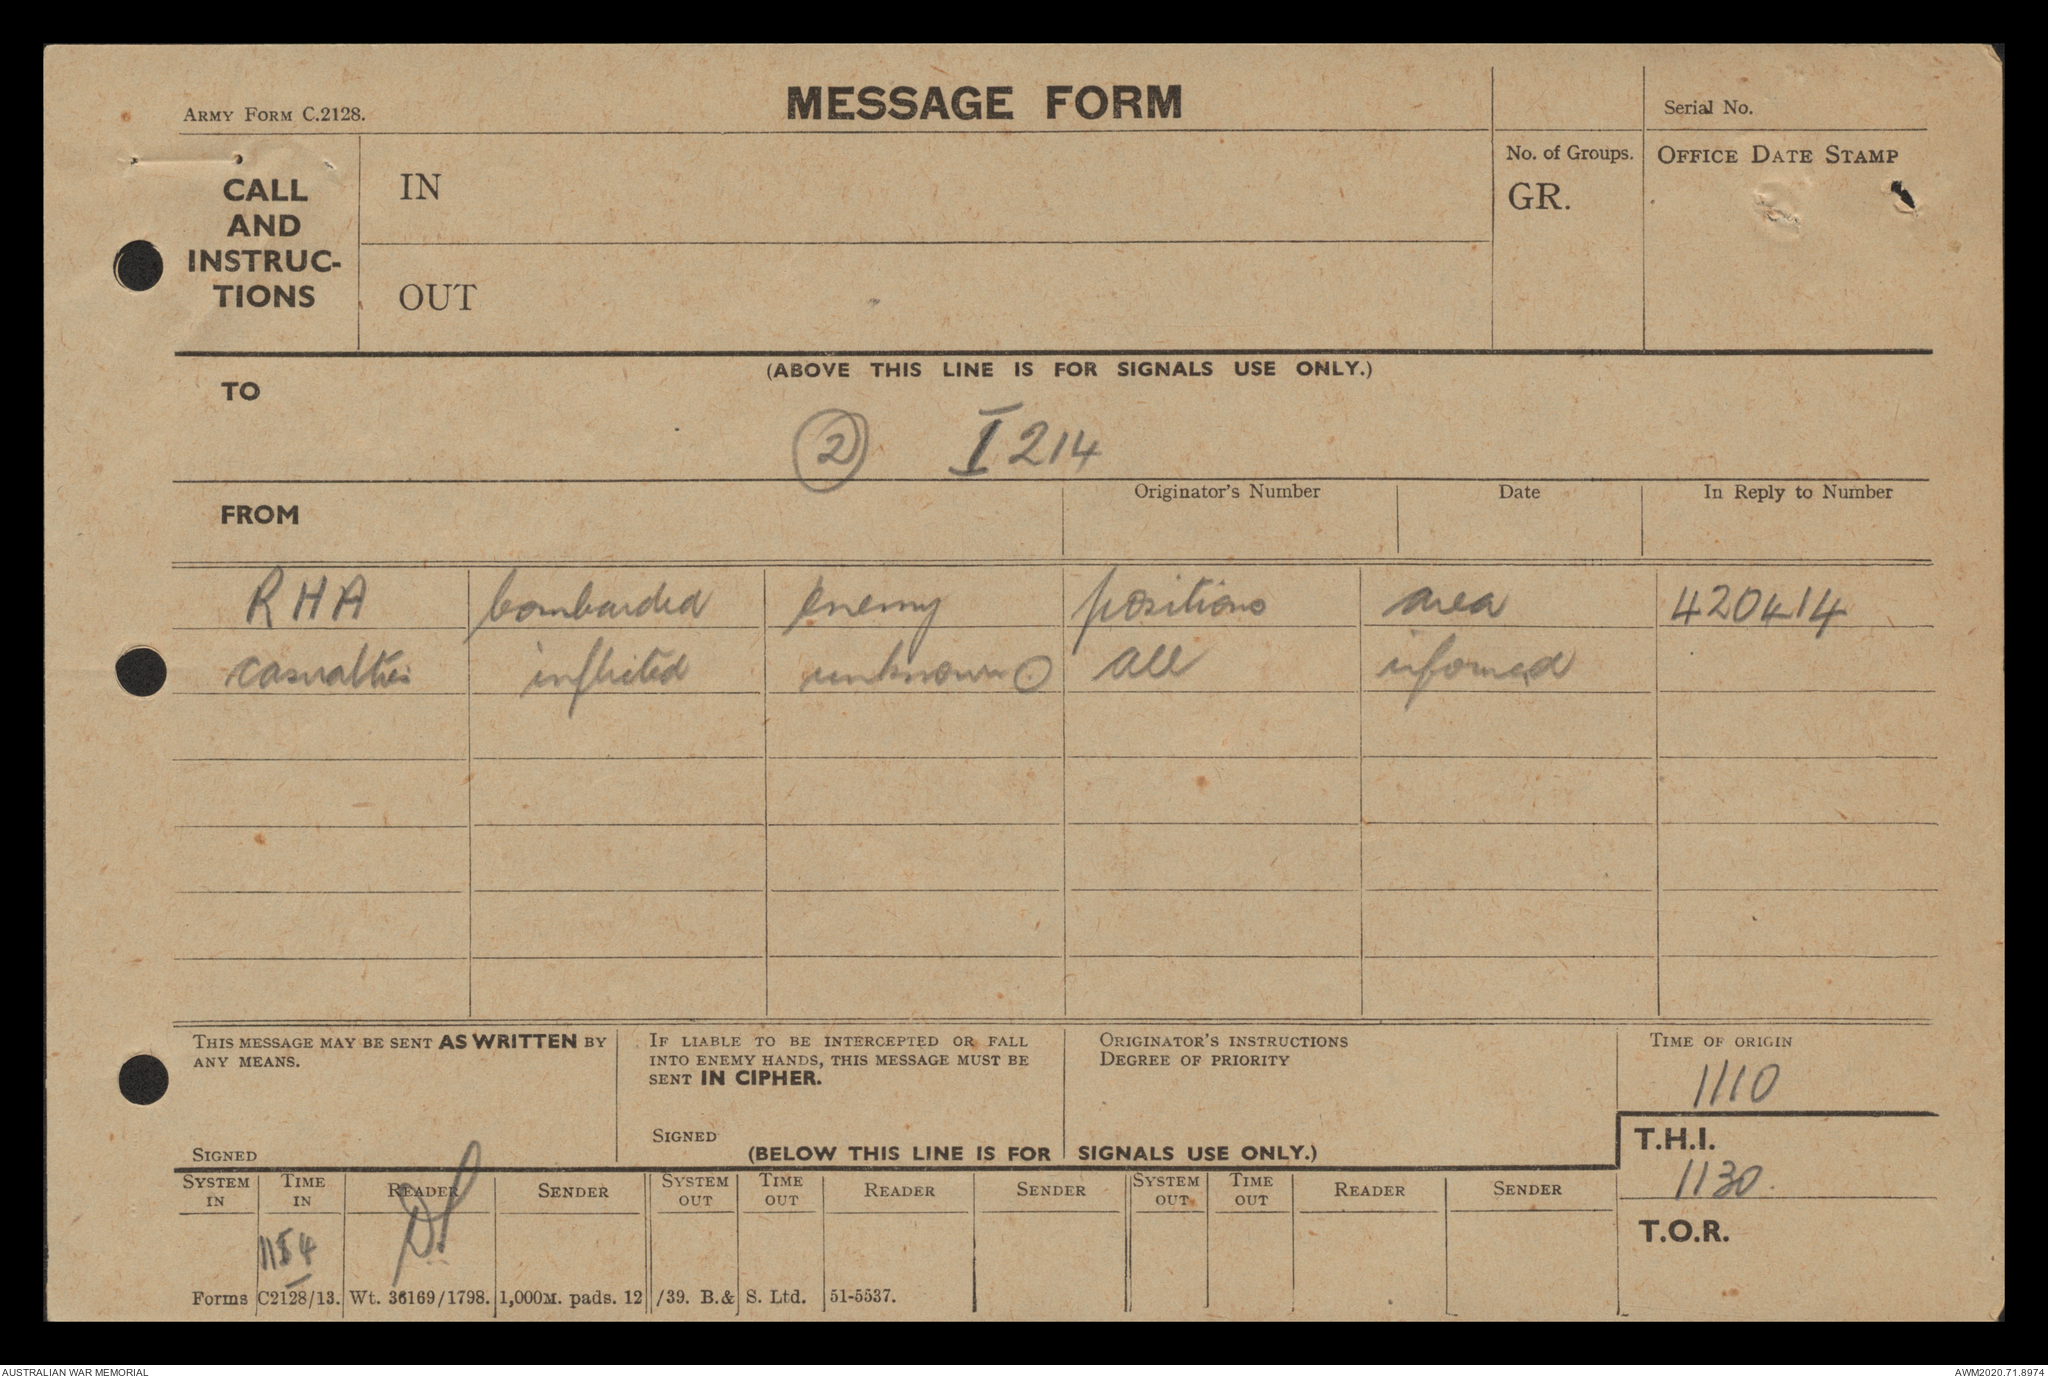 ARMY FORM C.2128.
MESSAGE FORM
Serial No.
CALL AND INSTRUC-TIONS
IN
OUT
No. of Groups.
GR.
OFFICE DATE STAMP
(ABOVE THIS LINE IS FOR SIGNALS USE ONLY.)
TO
2 I 214
FROM
Originator's Number
Date
In Reply to Number
RHA bombarded enemy positions area 420414
casualties inflicted unknown all informed
THIS MESSAGE MAY BE SENT AS WRITTEN BY
ANY MEANS.
SIGNED
IF LIABLE TO BE INTERCEPTED OR FALL
INTO ENEMY HANDS, THIS MESSAGE MUST BE
SENT IN CIPHER.
SIGNED
ORIGINATOR'S INSTRUCTIONS
DEGREE OF PRIORITY
TIME OF ORIGIN
1110
(BELOW THIS LINE IS FOR SIGNALS USE ONLY.)
T.H.I.
1130.
T.O.R.
SYSTEM IN
TIME IN
READER
SENDER
SYSTEM OUT
TIME OUT
READER
SENDER
SYSTEM OUT
TIME OUT
READER
SENDER
1154
Forms C2128/13. Wt. 36169/1798. 1,000M. pads. 12/39. B.& S. Ltd. 51-5537.
AUSTRALIAN WAR MEMORIAL
AWM2020.71.8974